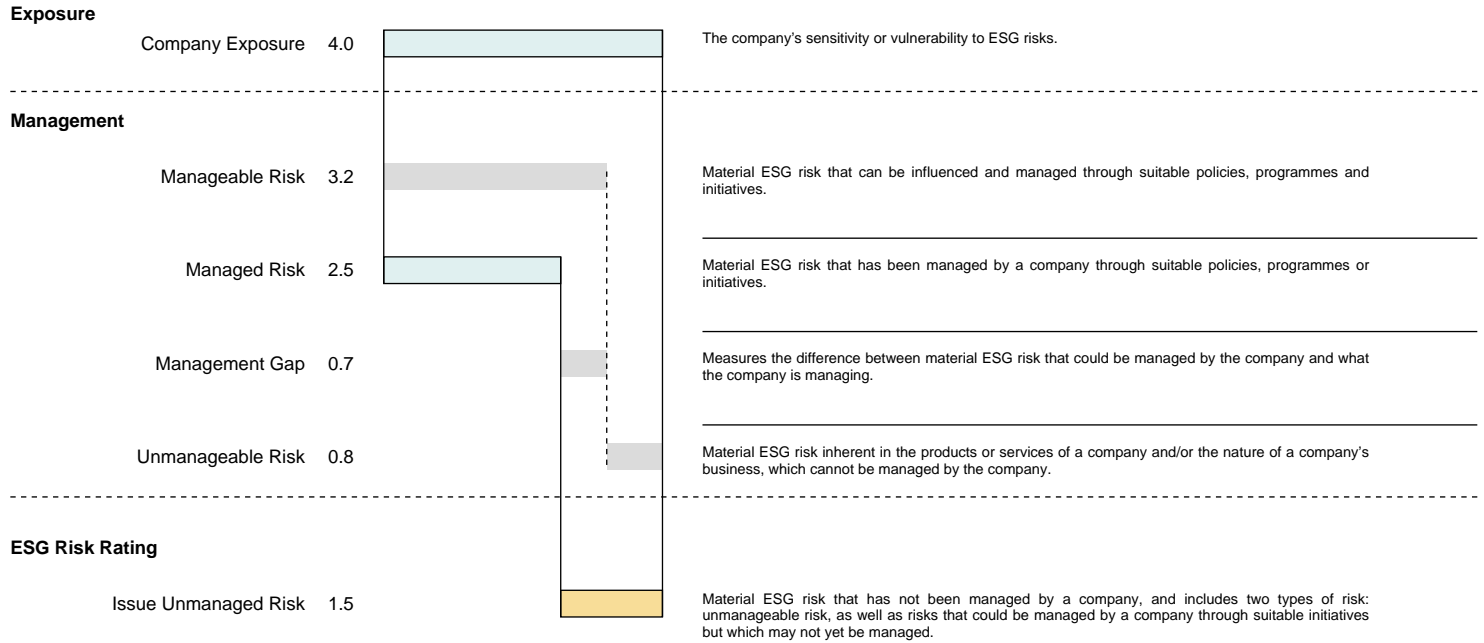 Exposure
Company Exposure 4.0
The company’s sensitivity or vulnerability to ESG risks.
Management
Manageable Risk 3.2
Material ESG risk that can be influenced and managed through suitable policies, programmes and
initiatives.
Managed Risk 2.5
Material ESG risk that has been managed by a company through suitable policies, programmes or
initiatives.
Management Gap 0.7
Measures the difference between material ESG risk that could be managed by the company and what
the company is managing.
Unmanageable Risk 0.8
Material ESG risk inherent in the products or services of a company and/or the nature of a company’s
business, which cannot be managed by the company.
ESG Risk Rating
Issue Unmanaged Risk 1.5
Material ESG risk that has not been managed by a company, and includes two types of risk:
unmanageable risk, as well as risks that could be managed by a company through suitable initiatives
but which may not yet be managed.